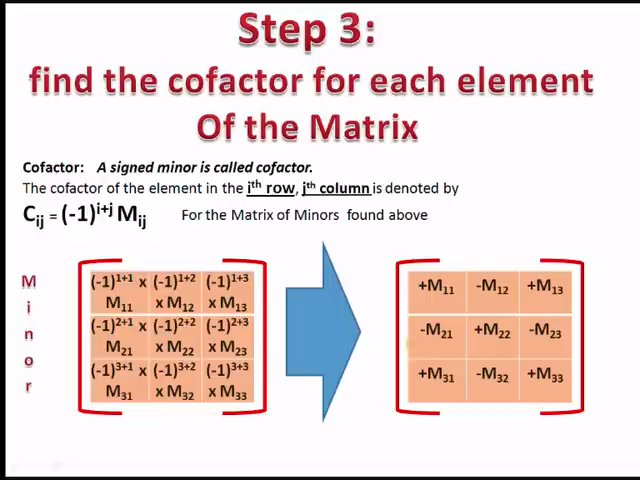 Step 3:
find the cofactor for each element
Of the Matrix
Cofactor: A signed minor is called cofactor.
The cofactor of the element in the iᵗʰ row, jᵗʰ column is denoted by
Cᵢⱼ = (-1)ⁱ⁺ʲ Mᵢⱼ For the Matrix of Minors found above
Minor
(-1)¹⁺¹ x (-1)¹⁺² (-1)¹⁺³
M₁₁ x M₁₂ x M₁₃
(-1)²⁺¹ x (-1)²⁺² (-1)²⁺³
M₂₁ x M₂₂ x M₂₃
(-1)³⁺¹ x (-1)³⁺² (-1)³⁺³
M₃₁ x M₃₂ x M₃₃
+M₁₁ -M₁₂ +M₁₃
-M₂₁ +M₂₂ -M₂₃
+M₃₁ -M₃₂ +M₃₃